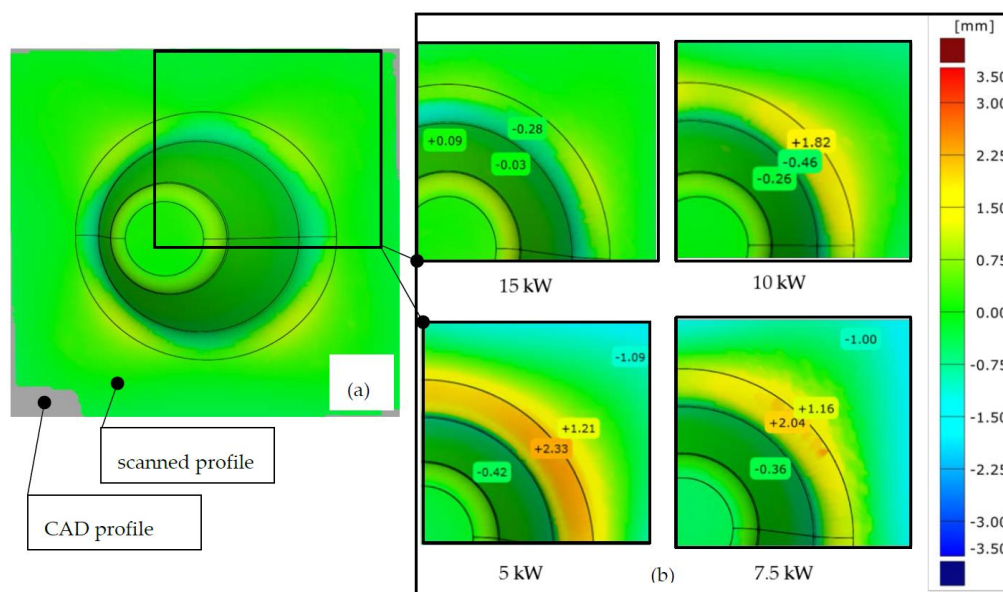 [mm]
3.50
3.00
2.25
1.50
0.75
0.00
-0.75
-1.50
-2.25
-3.00
-3.50
+0.09
-0.28
-0.03
15 kW
+1.82
-0.46
-0.26
10 kW
(a)
scanned profile
CAD profile
-1.09
+1.21
+2.33
-0.42
5 kW
(b)
-1.00
+1.16
+2.04
-0.36
7.5 kW